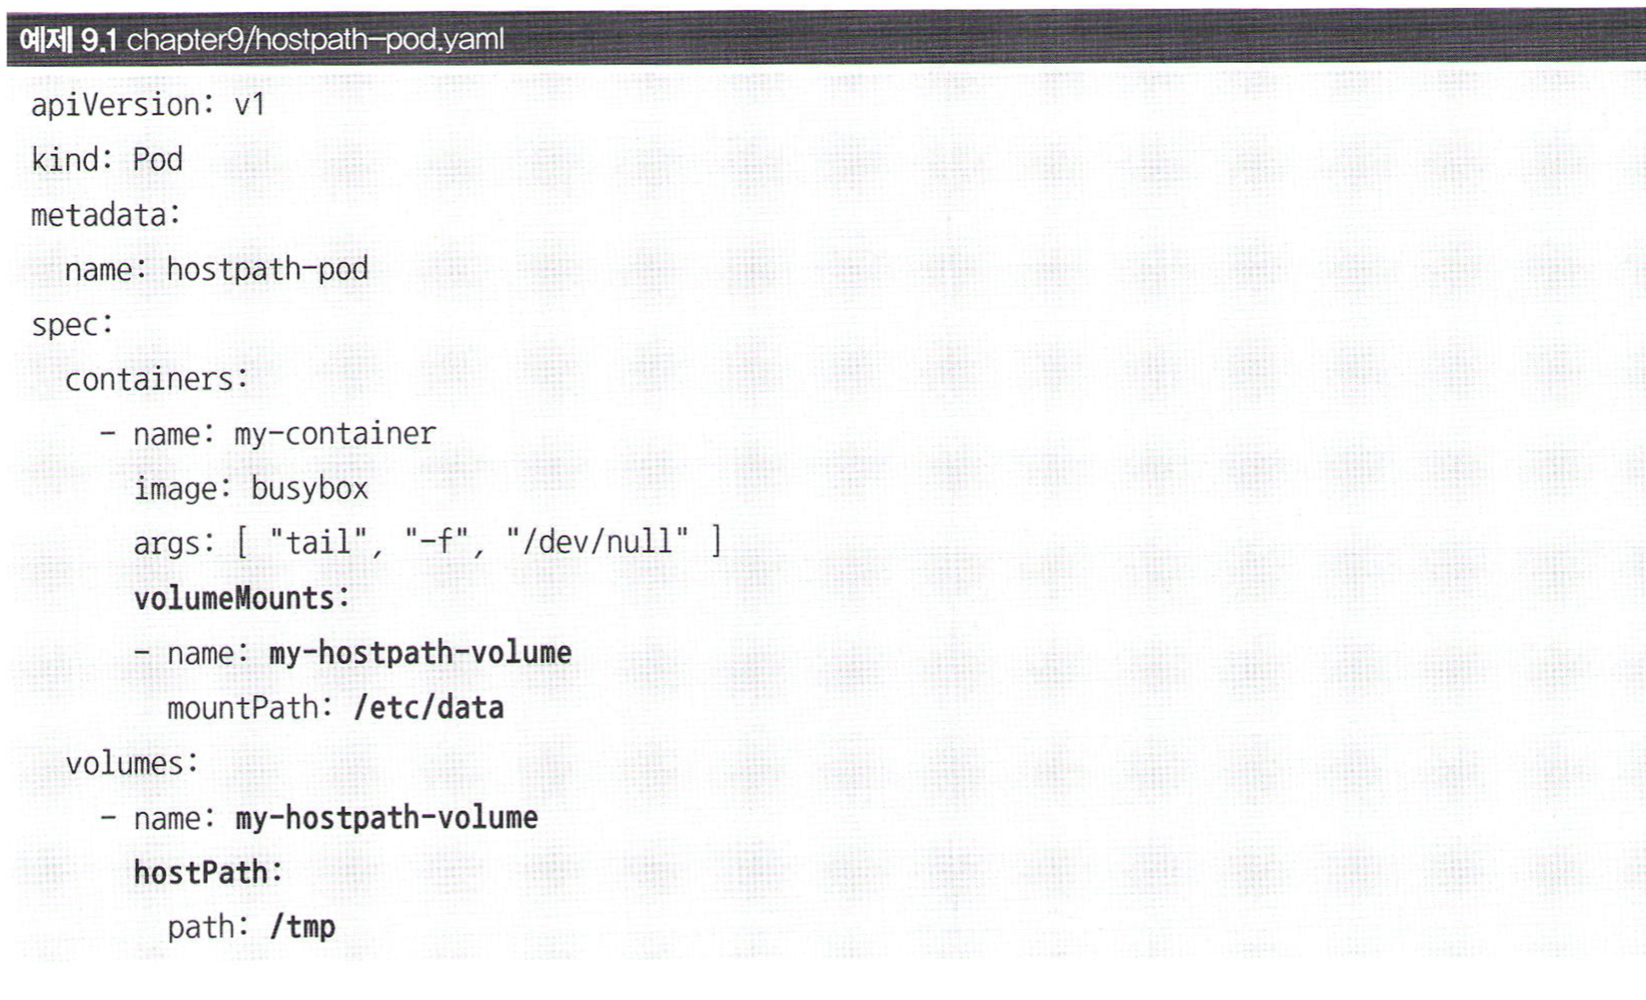 예제 9.1 chapter9/hostpath-pod.yaml
apiVersion: v1
kind: Pod
metadata:
  name: hostpath-pod
spec:
  containers:
    - name: my-container
      image: busybox
      args: [ "tail", "-f", "/dev/null" ]
      volumeMounts:
      - name: my-hostpath-volume
        mountPath: /etc/data
  volumes:
    - name: my-hostpath-volume
      hostPath:
        path: /tmp